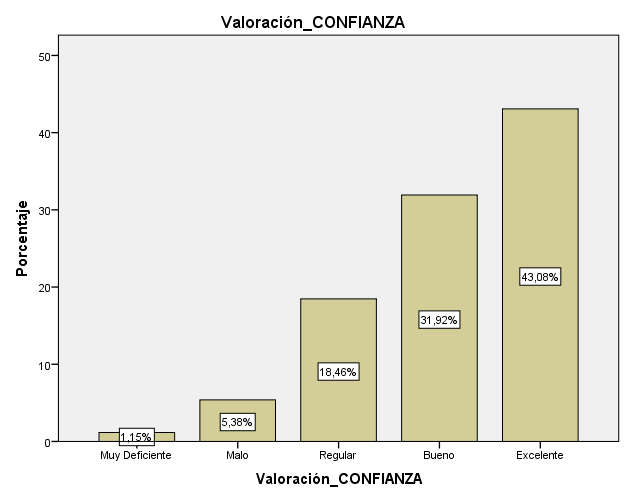 Valoración_CONFIANZA
50
40
30
20
10
0
Porcentaje
1,15%
5,38%
18,46%
31,92%
43,08%
Muy Deficiente
Malo
Regular
Bueno
Excelente
Valoración_CONFIANZA